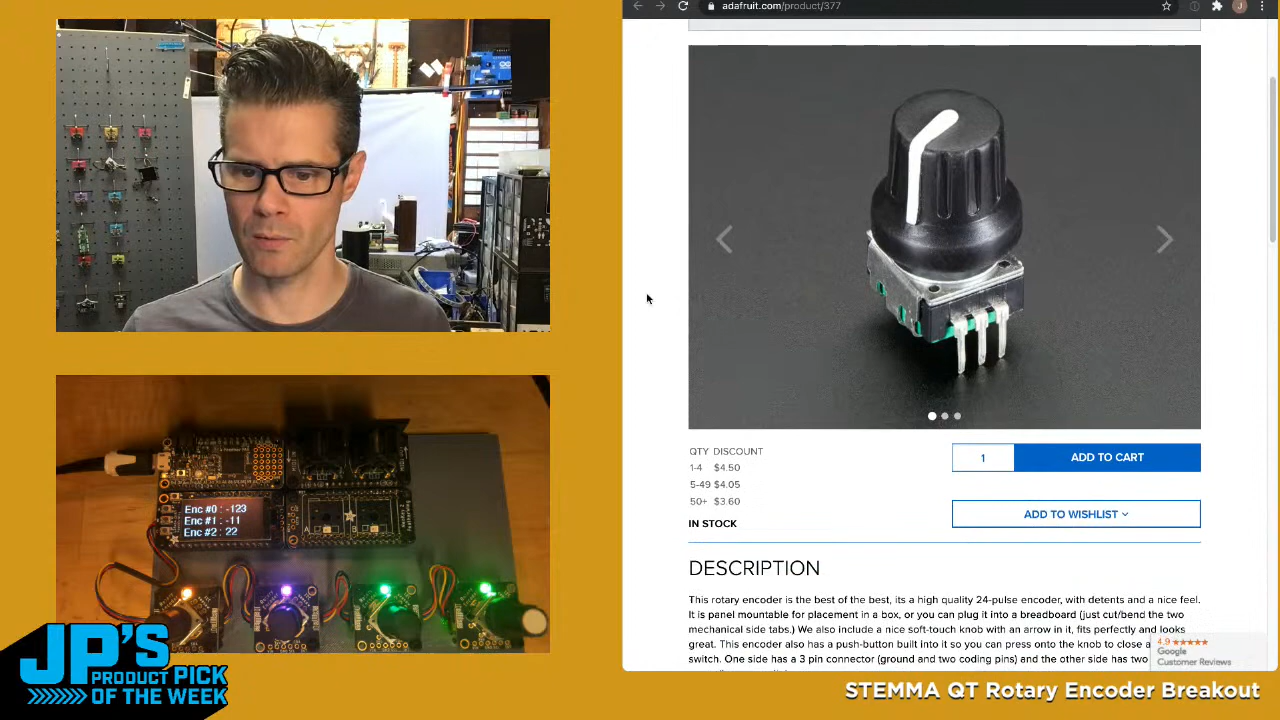 adafruit.com/product/377
J
QTY DISCOUNT
1-4 $4.50
5-49 $4.05
50+ $3.60
IN STOCK
1
ADD TO CART
ADD TO WISHLIST
DESCRIPTION
This rotary encoder is the best of the best, its a high quality 24-pulse encoder, with detents and a nice feel.
It is panel mountable for placement in a box, or you can plug it into a breadboard (just cut/bend the two
mechanical side tabs.) We also include a nice soft-touch knob with an arrow in it, fits perfectly and looks
great. This encoder also has a push-button built into it so you can press onto the knob to close a
switch. One side has a 3 pin connector (ground and two coding pins) and the other side has two
4.9 ★★★★★
Google
Customer Reviews
Enc #0 : -123
Enc #1 : -11
Enc #2 : 22
JP'S
PRODUCT PICK
OF THE WEEK
STEMMA QT Rotary Encoder Breakout